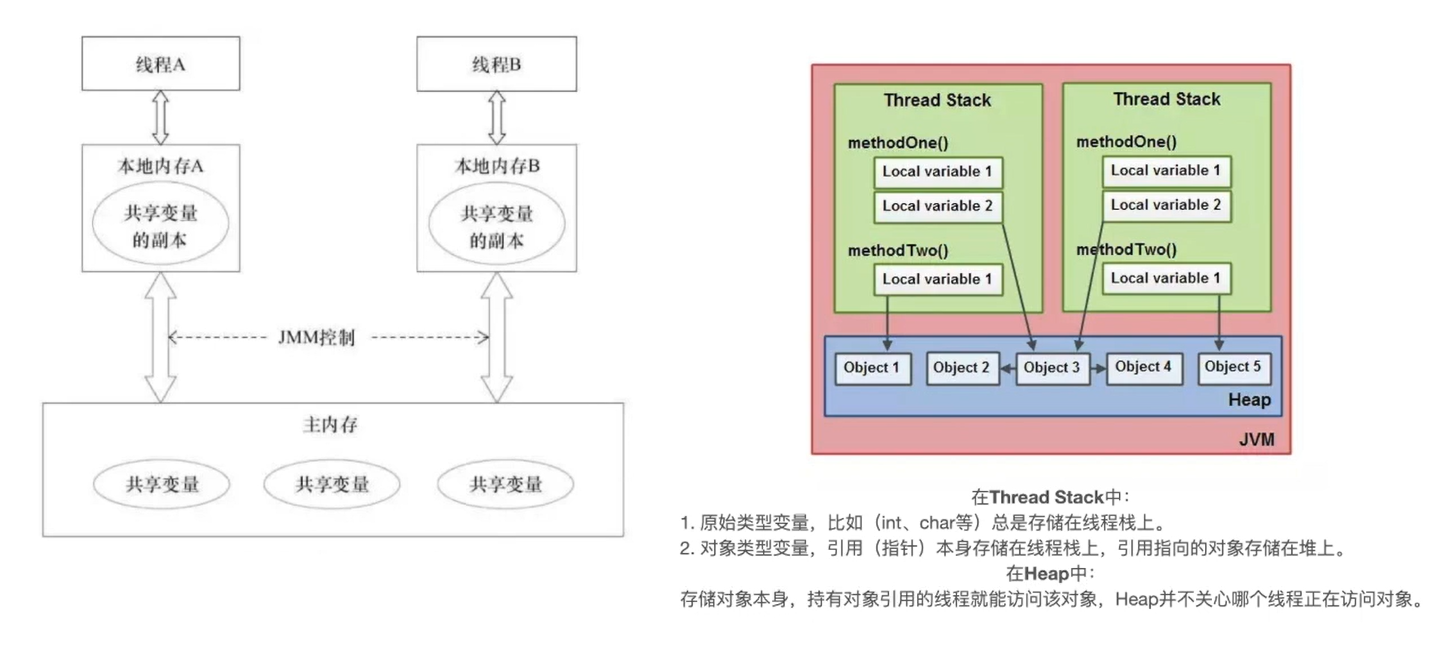 线程A
线程B
本地内存A
共享变量
的副本
本地内存B
共享变量
的副本
JMM控制
主内存
共享变量
共享变量
共享变量
Thread Stack
methodOne()
Local variable 1
Local variable 2
methodTwo()
Local variable 1
Thread Stack
methodOne()
Local variable 1
Local variable 2
methodTwo()
Local variable 1
Object 1
Object 2
Object 3
Object 4
Object 5
Heap
JVM
在Thread Stack中：
1. 原始类型变量，比如（int、char等）总是存储在线程栈上。
2. 对象类型变量，引用（指针）本身存储在线程栈上，引用指向的对象存储在堆上。
在Heap中：
存储对象本身，持有对象引用的线程就能访问该对象，Heap并不关心哪个线程正在访问对象。